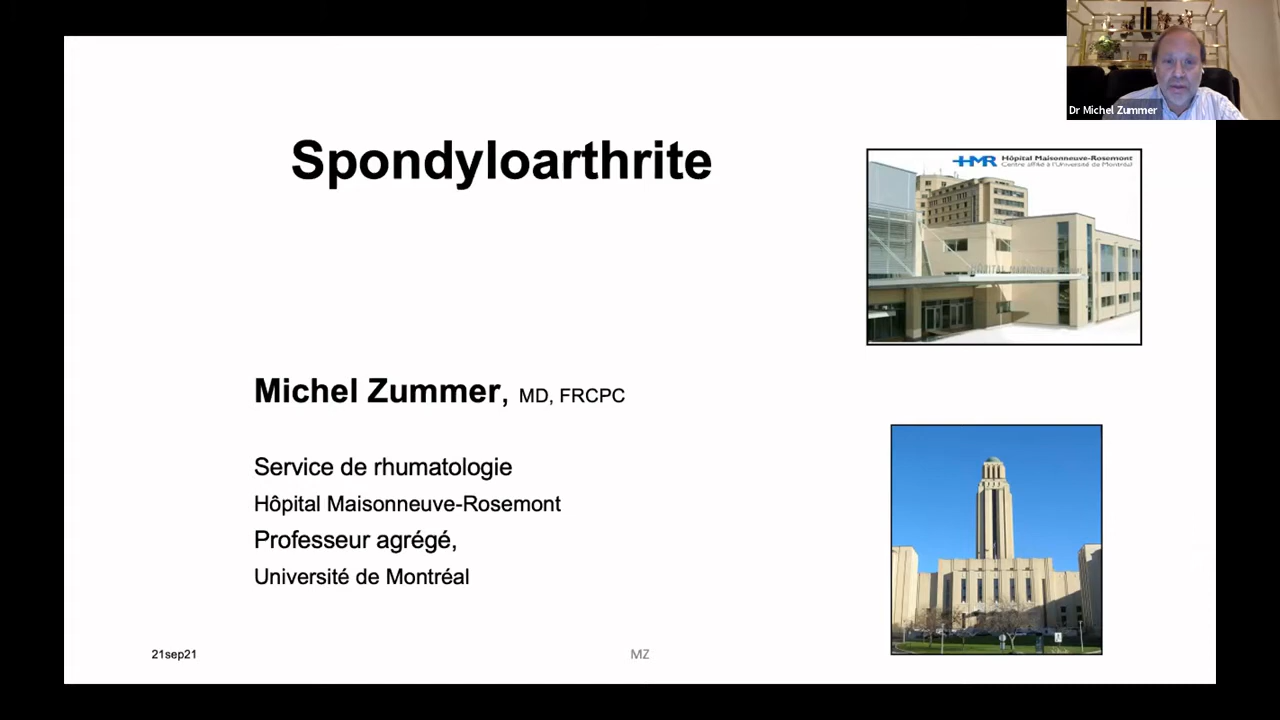 Dr Michel Zummer
Spondyloarthrite
HMR Hôpital Maisonneuve-Rosemont
Centre affilié à l'Université de Montréal
Michel Zummer, MD, FRCPC
Service de rhumatologie
Hôpital Maisonneuve-Rosemont
Professeur agrégé,
Université de Montréal
21sep21
MZ